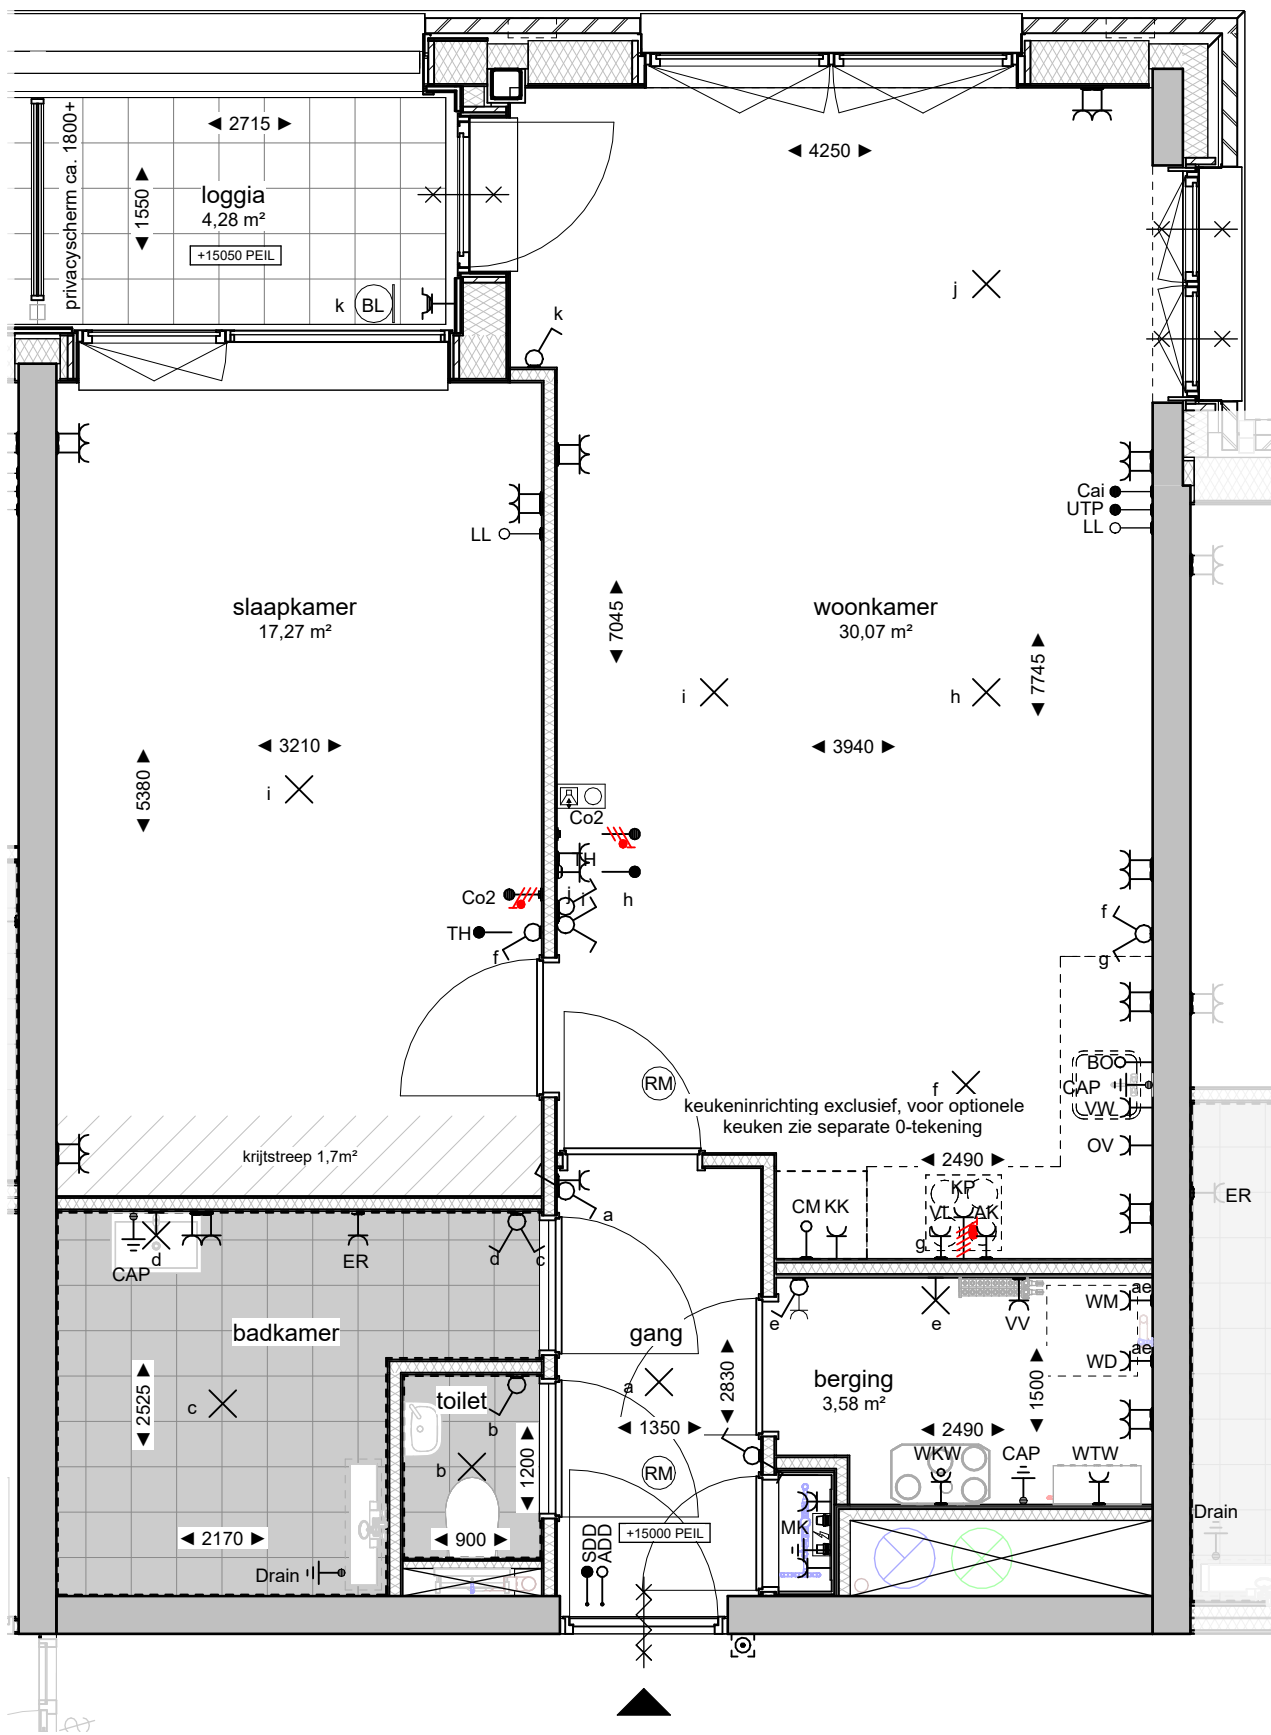 2715
privacyscherm ca. 1800+
1550
loggia
4,28 m²
+15050 PEIL
k
BL
k
4250
j
Cai
UTP
LL
LL
slaapkamer
17,27 m²
woonkamer
30,07 m²
7045
7745
i
h
3210
3940
5380
i
Co2
TH
Co2
j
i
h
TH
f
f
g
RM
f
BO
CAP
VW
OV
keukeninrichting exclusief, voor optionele
keuken zie separate 0-tekening
krijtstreep 1,7m²
2490
KP
CM
KK
VL
AK
g
a
ER
CAP
d
ER
d
c
badkamer
gang
e
e
VV
WM
ae
WD
ae
2525
c
toilet
b
a
2830
berging
3,58 m²
1500
1350
2490
b
1200
RM
WKW
CAP
WTW
2170
900
+15000 PEIL
MK
Drain
SDD
ADD
Drain